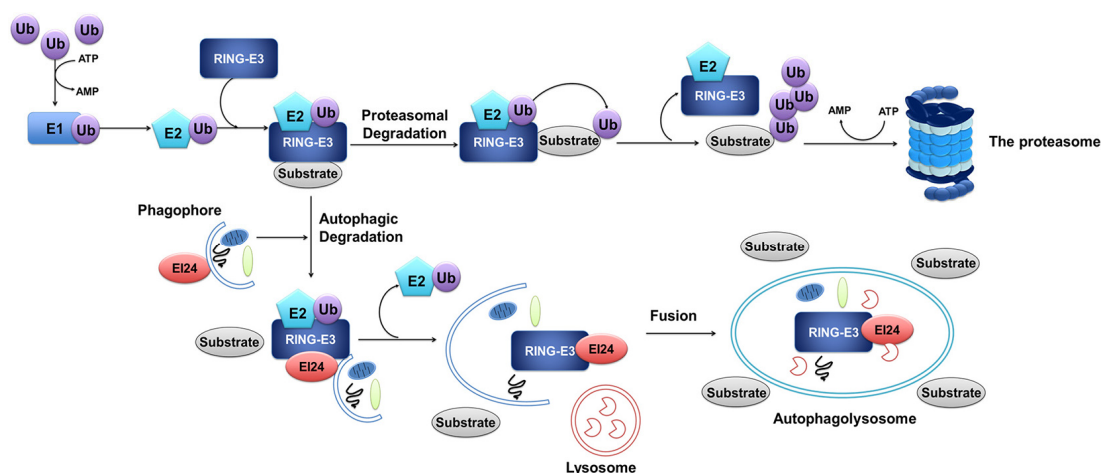 Ub
Ub
Ub
ATP
AMP
E1
Ub
E2
Ub
RING-E3
E2
Ub
RING-E3
Substrate
Proteasomal
Degradation
E2
Ub
RING-E3
Substrate
Ub
E2
RING-E3
Ub
Ub
Ub
Ub
Substrate
AMP
ATP
The proteasome
Phagophore
EI24
Autophagic
Degradation
Substrate
E2
Ub
RING-E3
EI24
E2
Ub
RING-E3
EI24
Substrate
Lysosome
Fusion
Substrate
Substrate
RING-E3
EI24
Substrate
Substrate
Autophagolysosome